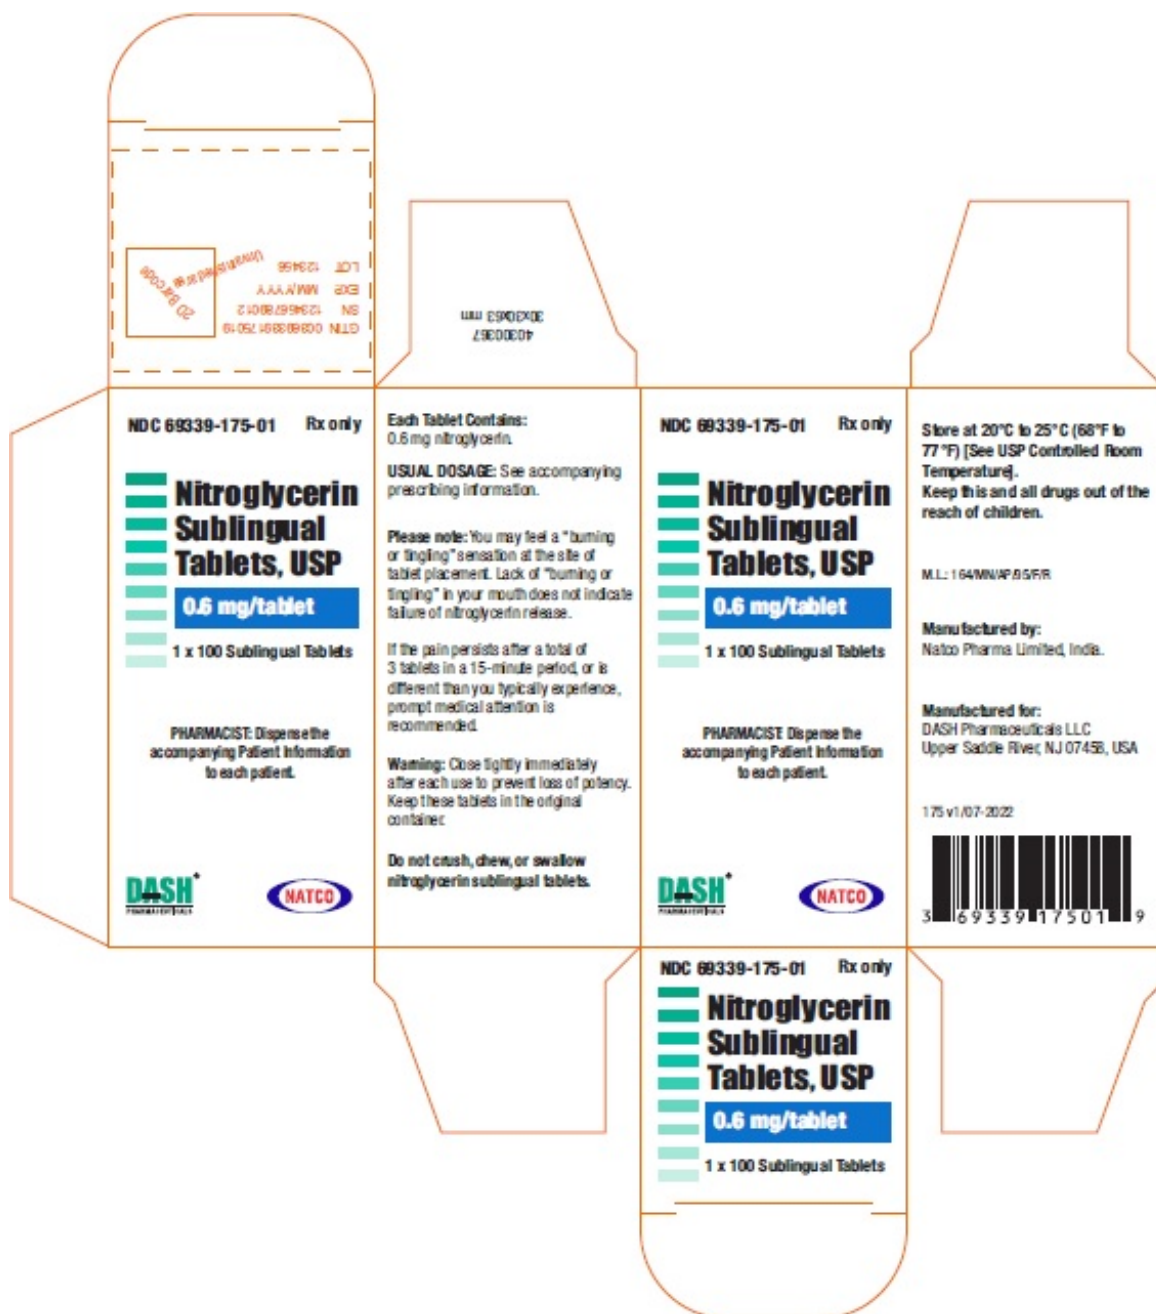 20 Bar code
Unvarnished area
GTIN 00369339175019
SN 123456789012
EXP MM/YYYY
LOT 123456
40300367
30x30x63 mm
NDC 69339-175-01 Rx only
Nitroglycerin
Sublingual
Tablets, USP
0.6 mg/tablet
1 x 100 Sublingual Tablets
PHARMACIST: Dispense the
accompanying Patient Information
to each patient.
DASH
PHARMACEUTICALS
NATCO
Each Tablet Contains:
0.6 mg nitroglycerin.
USUAL DOSAGE: See accompanying
prescribing information.
Please note: You may feel a "burning
or tingling" sensation at the site of
tablet placement. Lack of "burning or
tingling" in your mouth does not indicate
failure of nitroglycerin release.
If the pain persists after a total of
3 tablets in a 15-minute period, or is
different than you typically experience,
prompt medical attention is
recommended.
Warning: Close tightly immediately
after each use to prevent loss of potency.
Keep these tablets in the original
container.
Do not crush, chew, or swallow
nitroglycerin sublingual tablets.
NDC 69339-175-01 Rx only
Nitroglycerin
Sublingual
Tablets, USP
0.6 mg/tablet
1 x 100 Sublingual Tablets
PHARMACIST: Dispense the
accompanying Patient Information
to each patient.
DASH
PHARMACEUTICALS
NATCO
Store at 20°C to 25°C (68°F to
77°F) [See USP Controlled Room
Temperature].
Keep this and all drugs out of the
reach of children.
M.L.: 164/MN/AP/95/F/R
Manufactured by:
Natco Pharma Limited, India.
Manufactured for:
DASH Pharmaceuticals LLC
Upper Saddle River, NJ 07458, USA
175 v1/07-2022
3 69339 17501 9
NDC 69339-175-01 Rx only
Nitroglycerin
Sublingual
Tablets, USP
0.6 mg/tablet
1 x 100 Sublingual Tablets